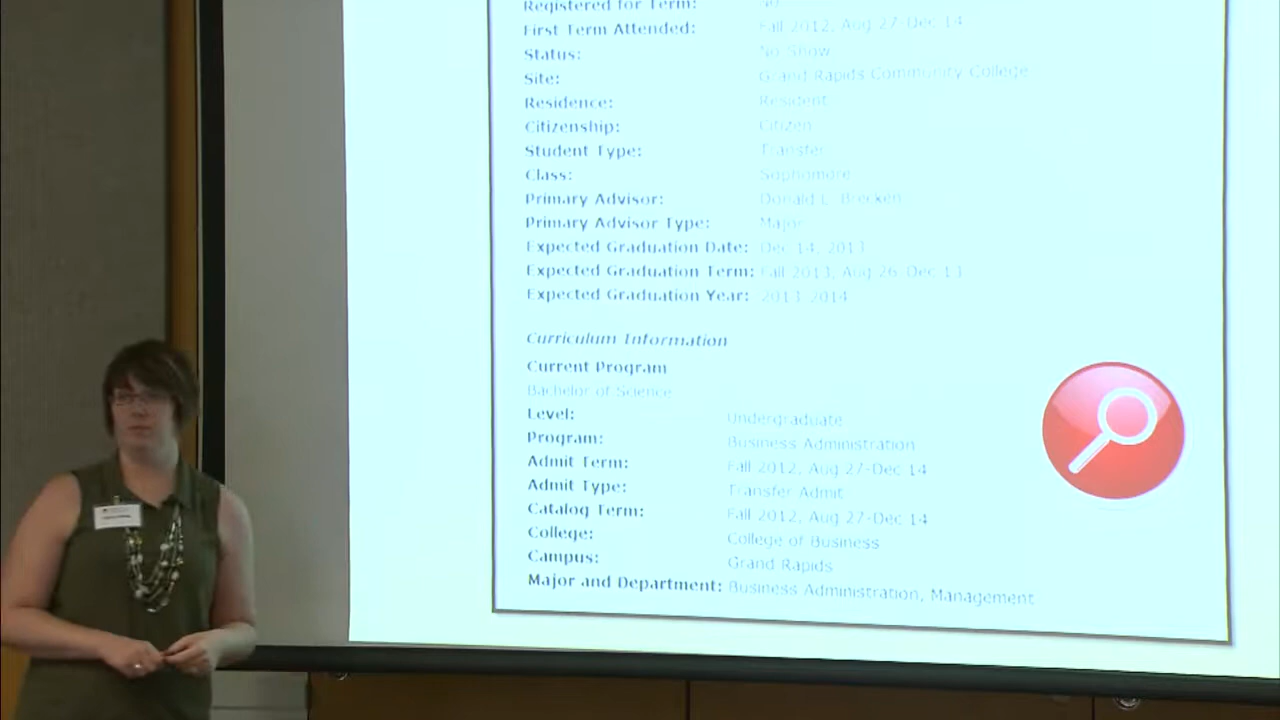 Registered for Term: No
First Term Attended: Fall 2012, Aug 27-Dec 14
Status: No Show
Site: Grand Rapids Community College
Residence: Resident
Citizenship: Citizen
Student Type: Transfer
Class: Sophomore
Primary Advisor: Donald L. Brecken
Primary Advisor Type: Major
Expected Graduation Date: Dec 14, 2013
Expected Graduation Term: Fall 2013, Aug 26-Dec 13
Expected Graduation Year: 2013-2014
Curriculum Information
Current Program
Bachelor of Science
Level: Undergraduate
Program: Business Administration
Admit Term: Fall 2012, Aug 27-Dec 14
Admit Type: Transfer Admit
Catalog Term: Fall 2012, Aug 27-Dec 14
College: College of Business
Campus: Grand Rapids
Major and Department: Business Administration, Management